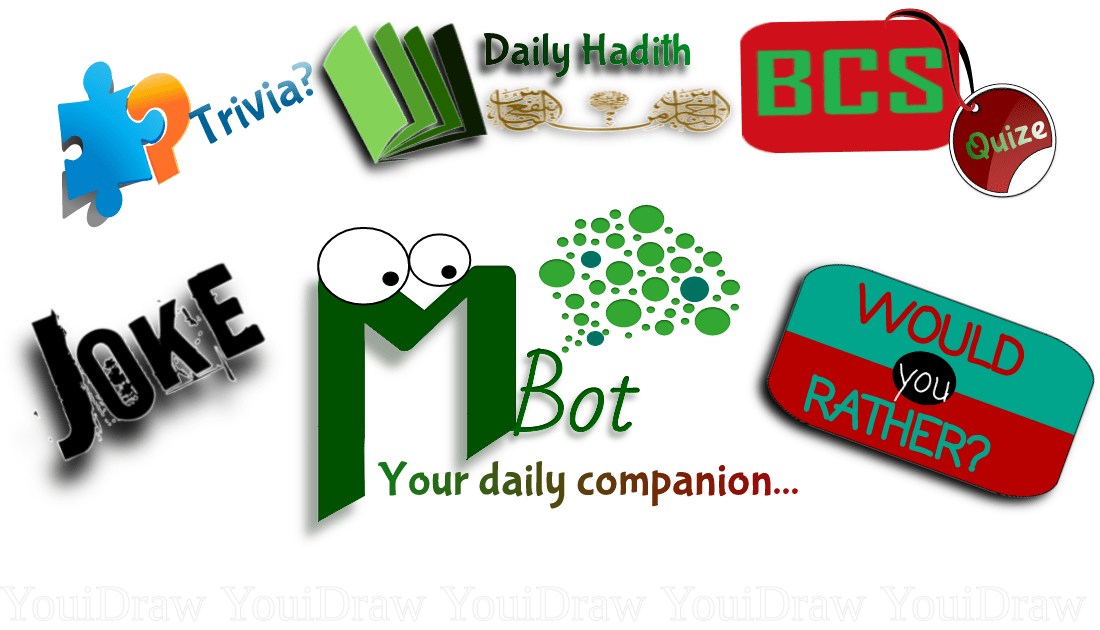 Trivia?
Daily Hadith
BCS
Quize
JOKE
M
Bot
Your daily companion...
WOULD
you
RATHER?
YouiDraw YouiDraw YouiDraw YouiDraw YouiDraw